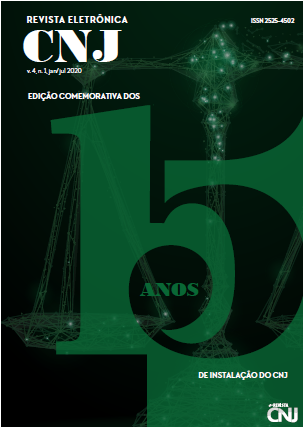 REVISTA ELETRÔNICA
ISSN 2525-4502
CNJ
v. 4, n. 1, jan/jul 2020
EDIÇÃO COMEMORATIVA DOS
15
ANOS
DE INSTALAÇÃO DO CNJ
REVISTA
CNJ